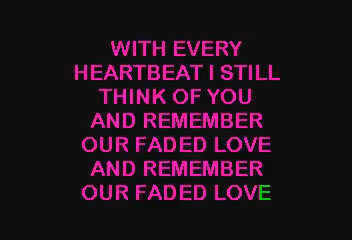 WITH EVERY
HEARTBEAT I STILL
THINK OF YOU
AND REMEMBER
OUR FADED LOVE
AND REMEMBER
OUR FADED LOVE